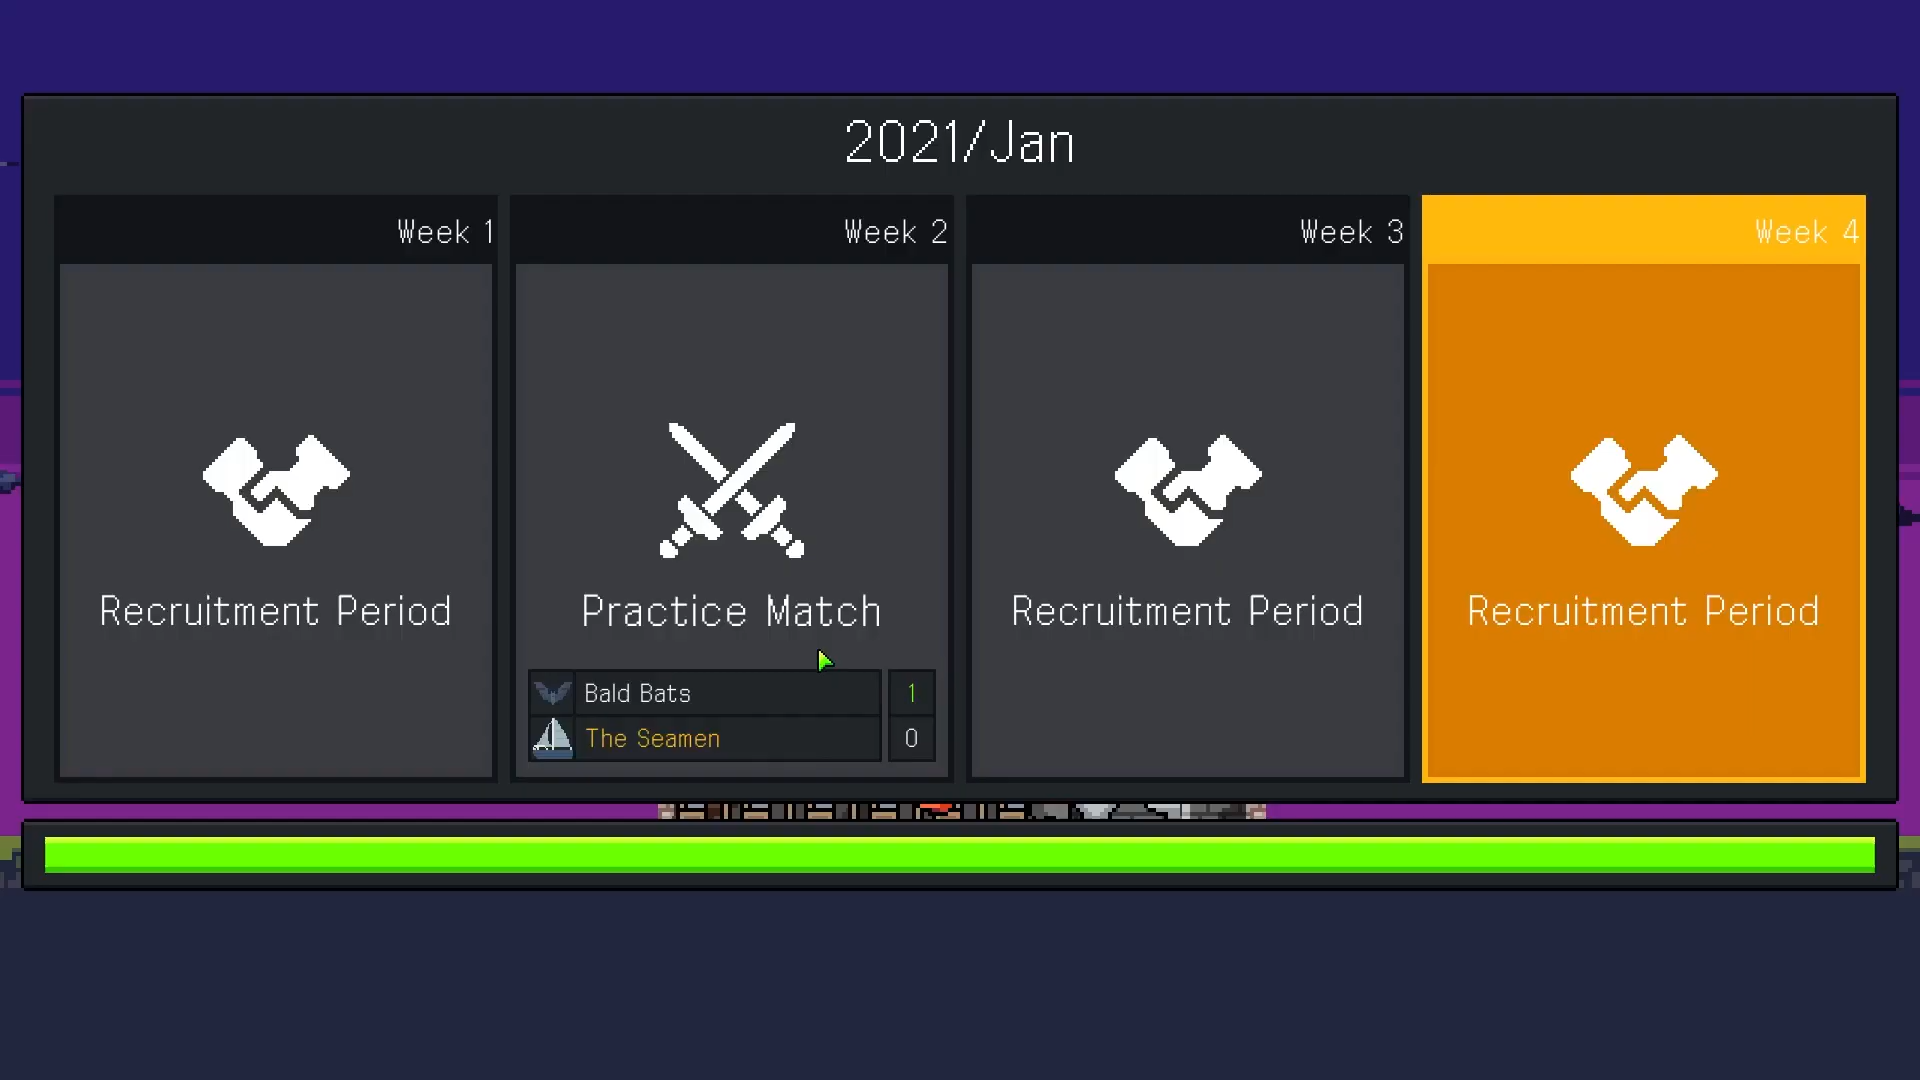 2021/Jan
Week 1
Week 2
Week 3
Week 4
Recruitment Period
Practice Match
Recruitment Period
Recruitment Period
Bald Bats 1
The Seamen 0